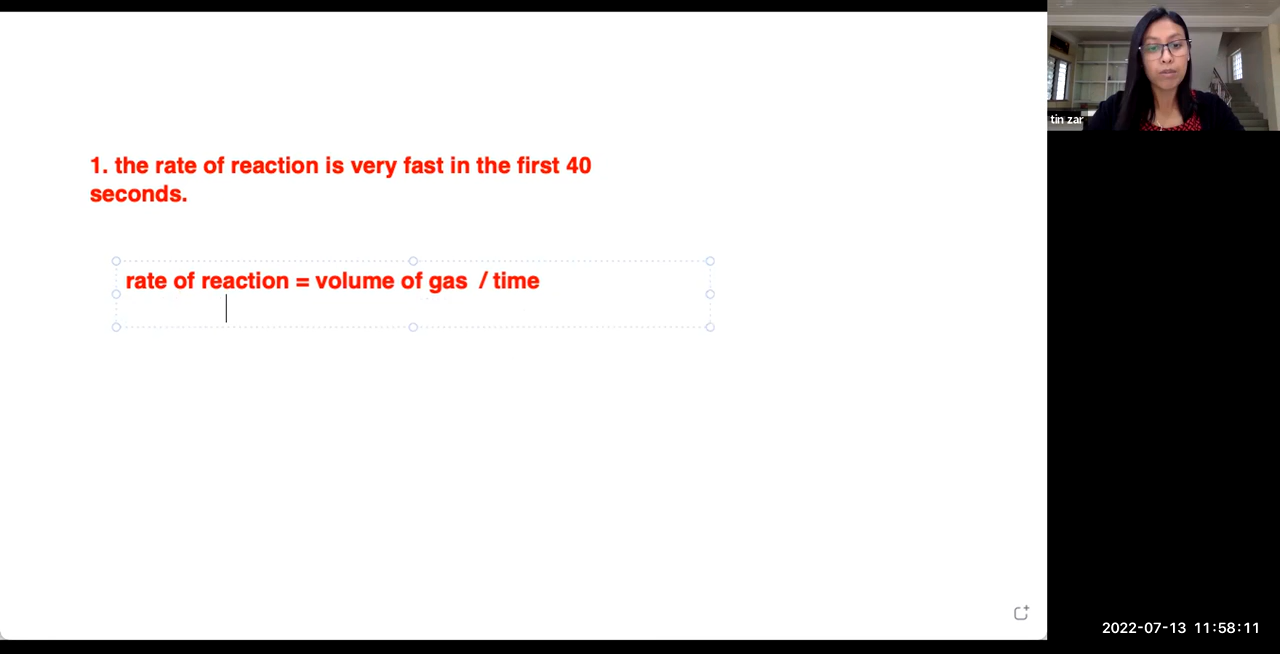 1. the rate of reaction is very fast in the first 40
seconds.
rate of reaction = volume of gas / time
tin zar
2022-07-13 11:58:11